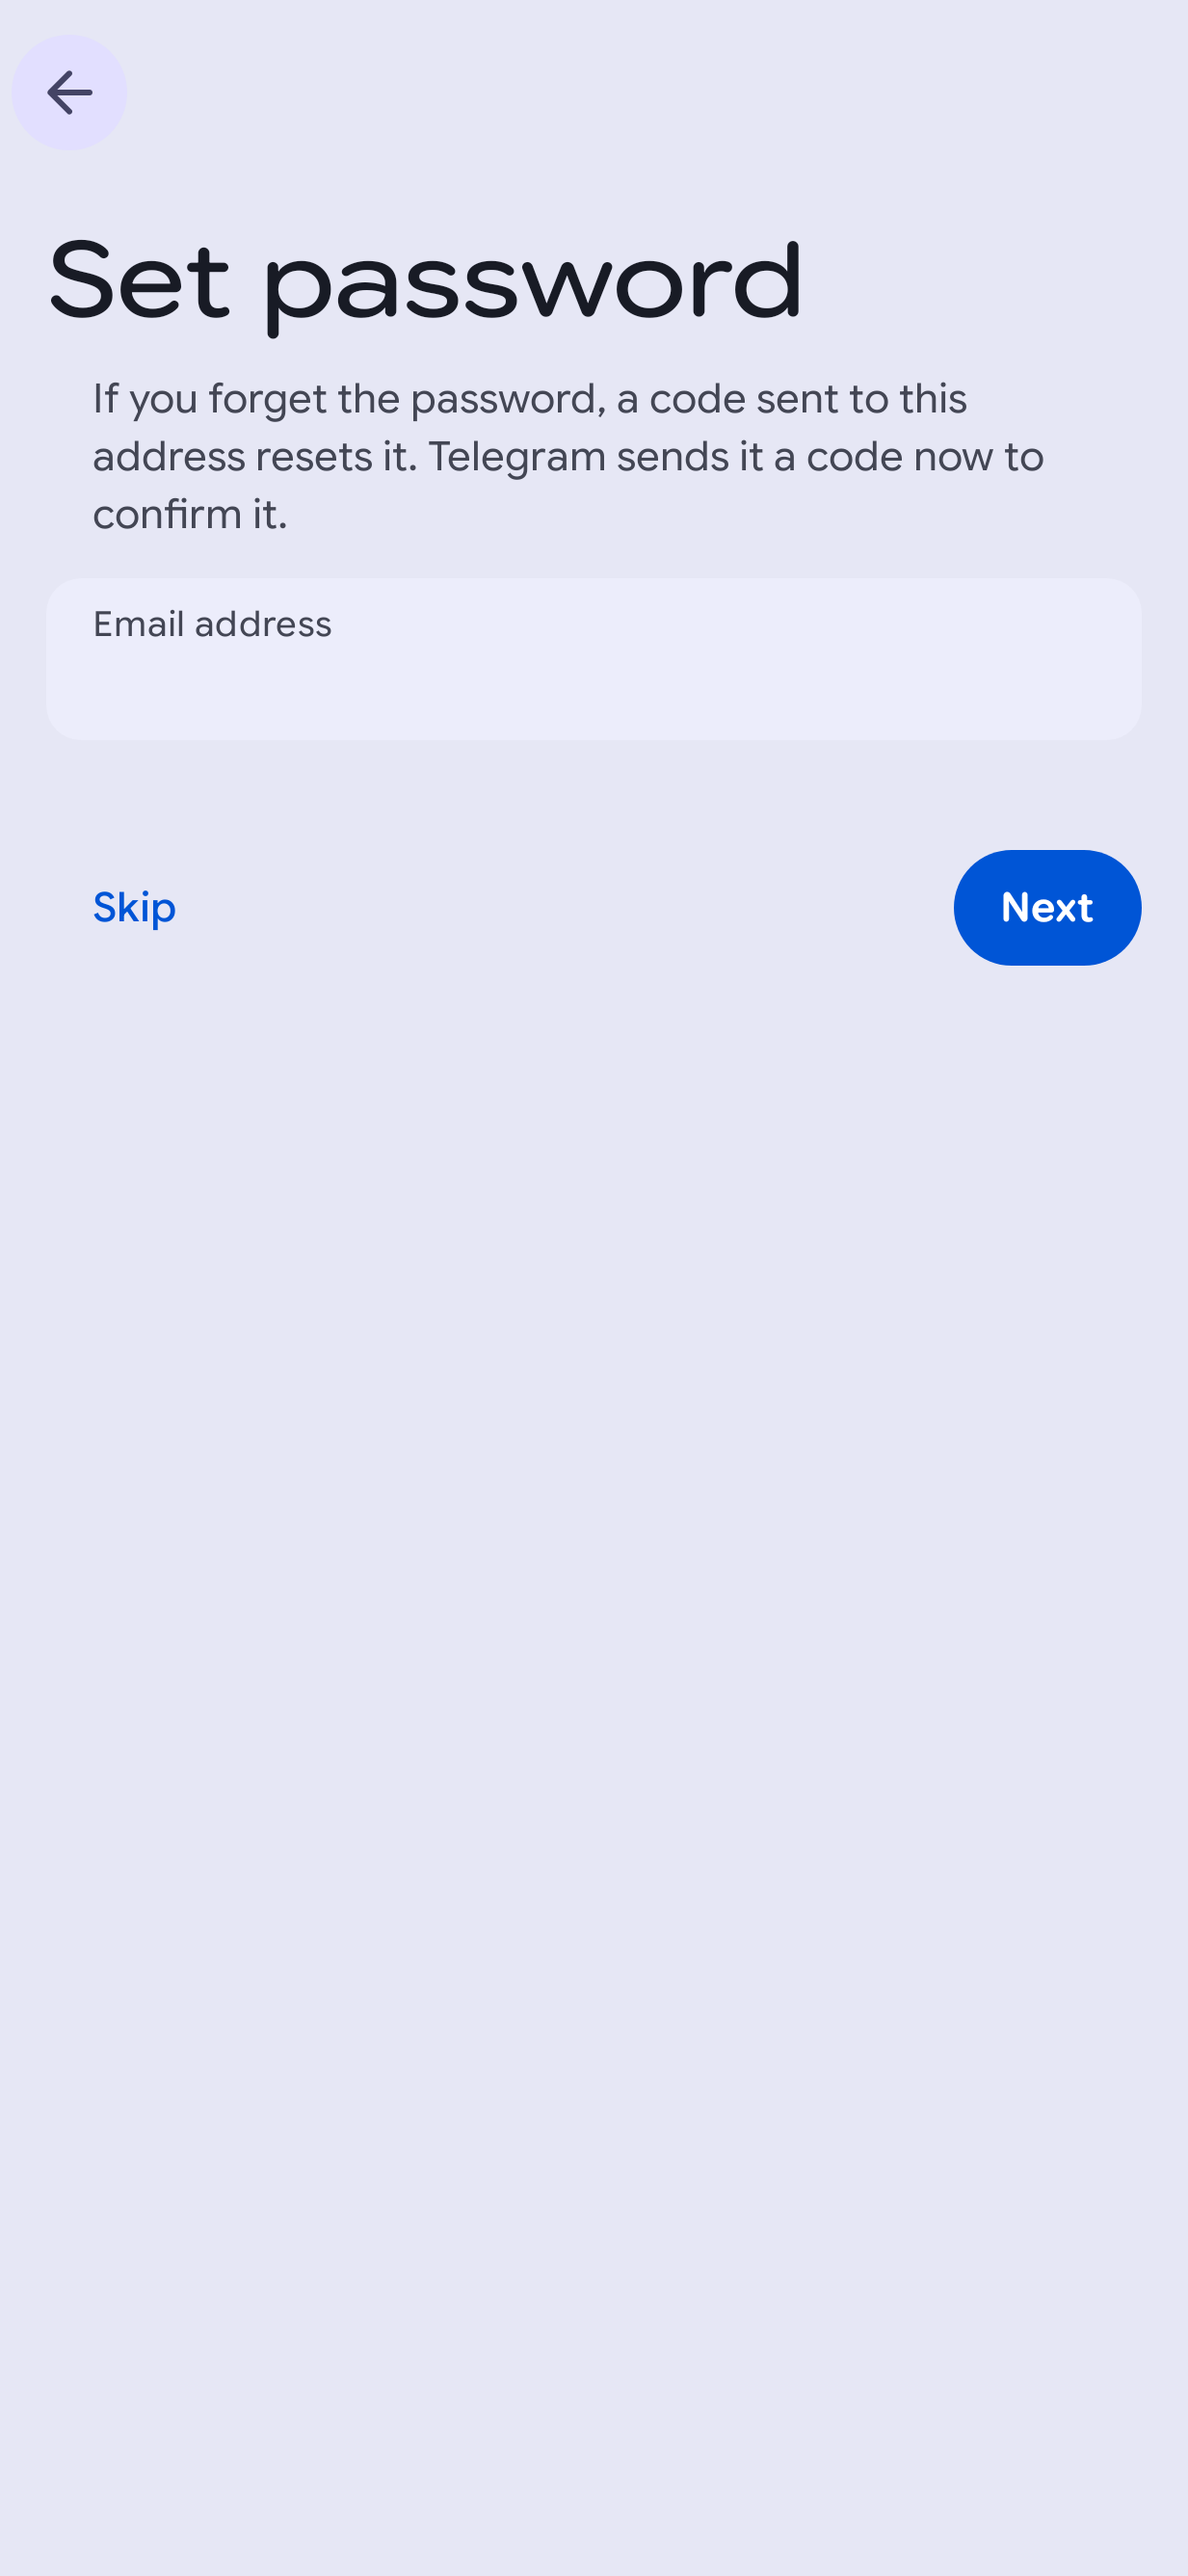 Set password
If you forget the password, a code sent to this
address resets it. Telegram sends it a code now to
confirm it.
Email address
Skip
Next